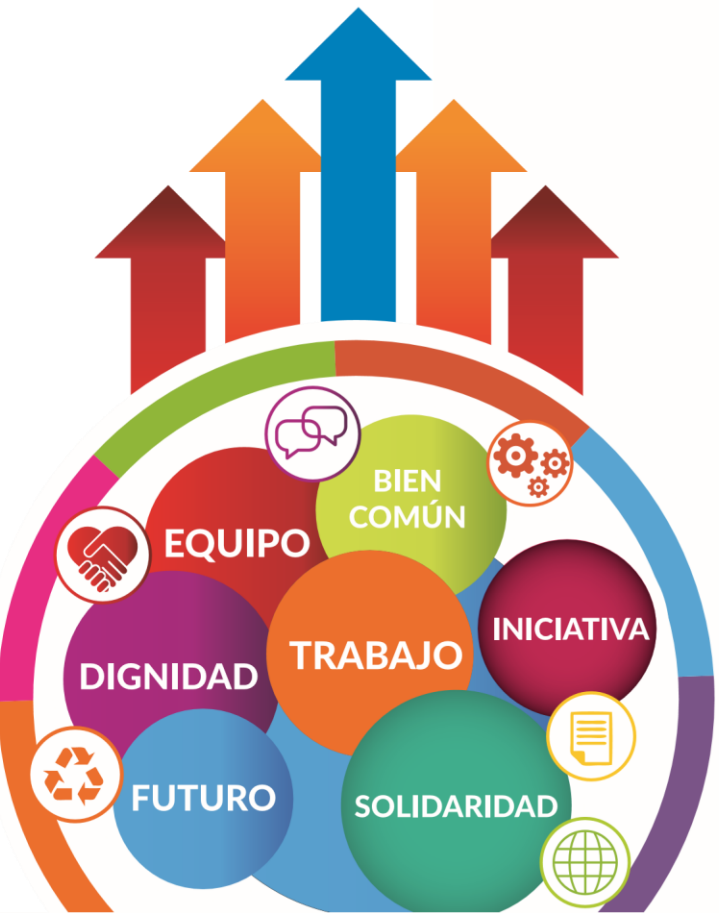 BIEN
COMÚN
EQUIPO
INICIATIVA
TRABAJO
DIGNIDAD
FUTURO
SOLIDARIDAD